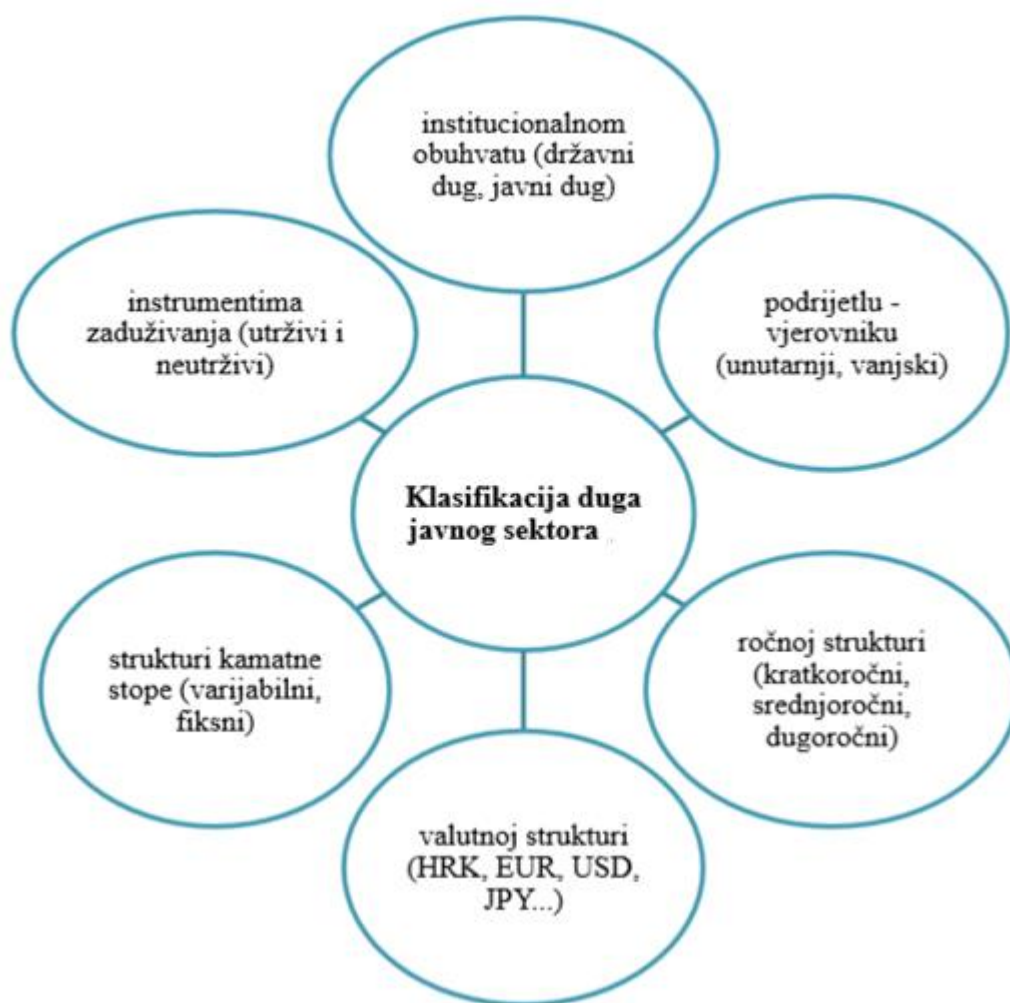 institucionalnom
obuhvatu (državni
dug, javni dug)
instrumentima
zaduživanja (utrživi i
neutrživi)
podrijetlu -
vjerovniku
(unutarnji, vanjski)
Klasifikacija duga
javnog sektora
strukturi kamatne
stope (varijabilni,
fiksni)
ročnoj strukturi
(kratkoročni,
srednjoročni,
dugoročni)
valutnoj strukturi
(HRK, EUR, USD,
JPY...)